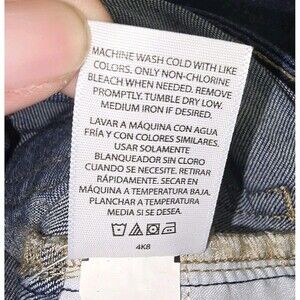 MACHINE WASH COLD WITH LIKE
COLORS. ONLY NON-CHLORINE
BLEACH WHEN NEEDED. REMOVE
PROMPTLY. TUMBLE DRY LOW.
MEDIUM IRON IF DESIRED.
LAVAR A MÁQUINA CON AGUA
FRÍA Y CON COLORES SIMILARES.
USAR SOLAMENTE
BLANQUEADOR SIN CLORO
CUANDO SE NECESITE. RETIRAR
RÁPIDAMENTE. SECAR EN
MÁQUINA A TEMPERATURA BAJA.
PLANCHAR A TEMPERATURA
MEDIA SI SE DESEA.
4K8